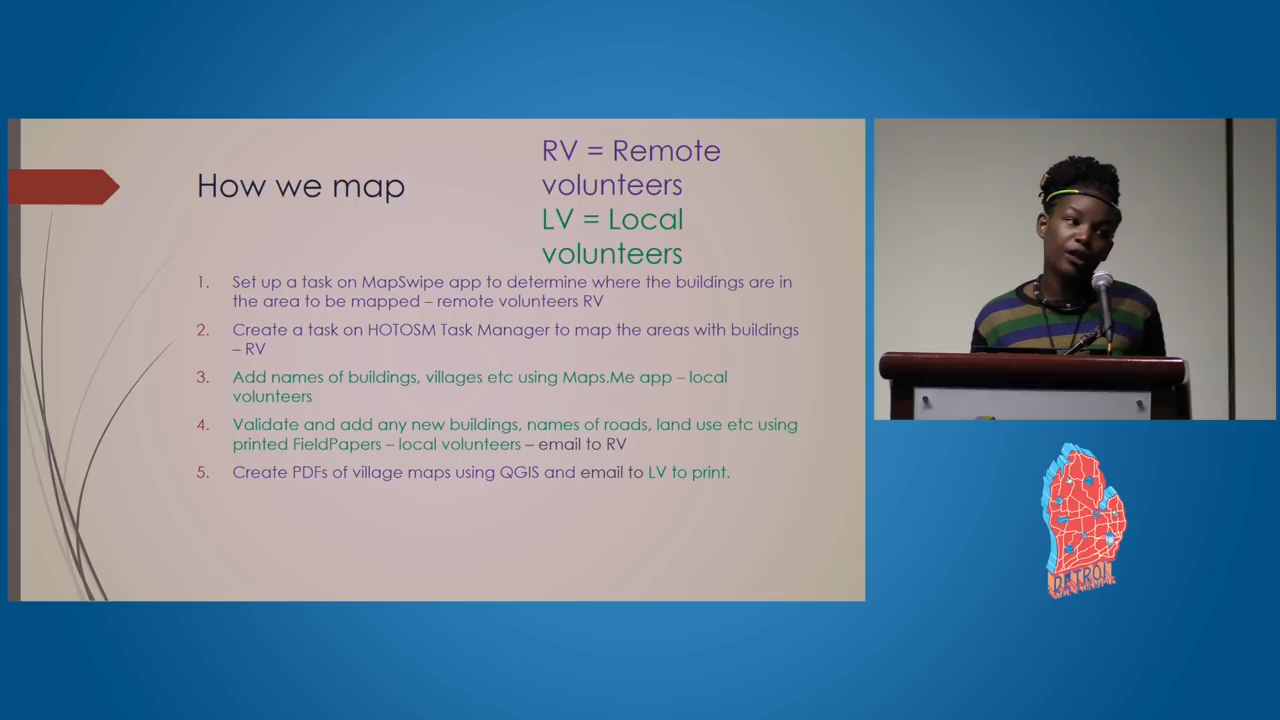 How we map
RV = Remote
volunteers
LV = Local
volunteers
1. Set up a task on MapSwipe app to determine where the buildings are in
the area to be mapped – remote volunteers RV
2. Create a task on HOTOSM Task Manager to map the areas with buildings
– RV
3. Add names of buildings, villages etc using Maps.Me app – local
volunteers
4. Validate and add any new buildings, names of roads, land use etc using
printed FieldPapers – local volunteers – email to RV
5. Create PDFs of village maps using QGIS and email to LV to print.
DETROIT